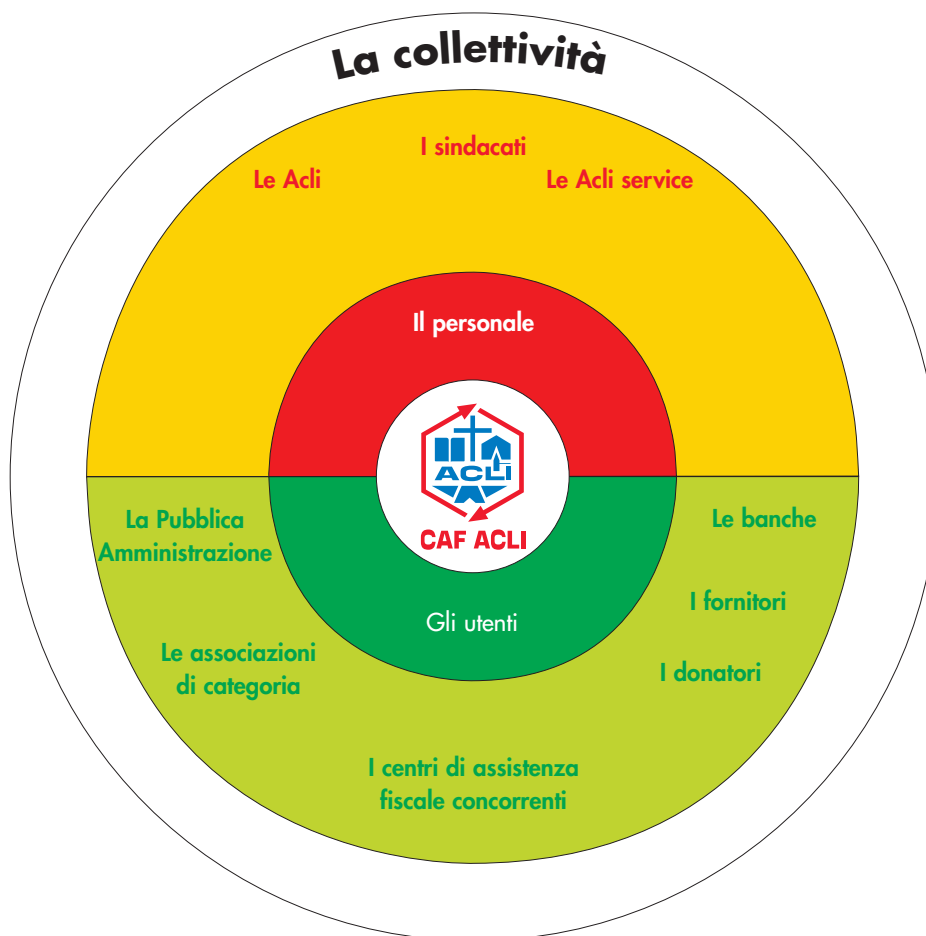 La collettività
I sindacati
Le Acli
Le Acli service
Il personale
ACLI
CAF ACLI
La Pubblica
Amministrazione
Le banche
I fornitori
Gli utenti
Le associazioni
di categoria
I donatori
I centri di assistenza
fiscale concorrenti